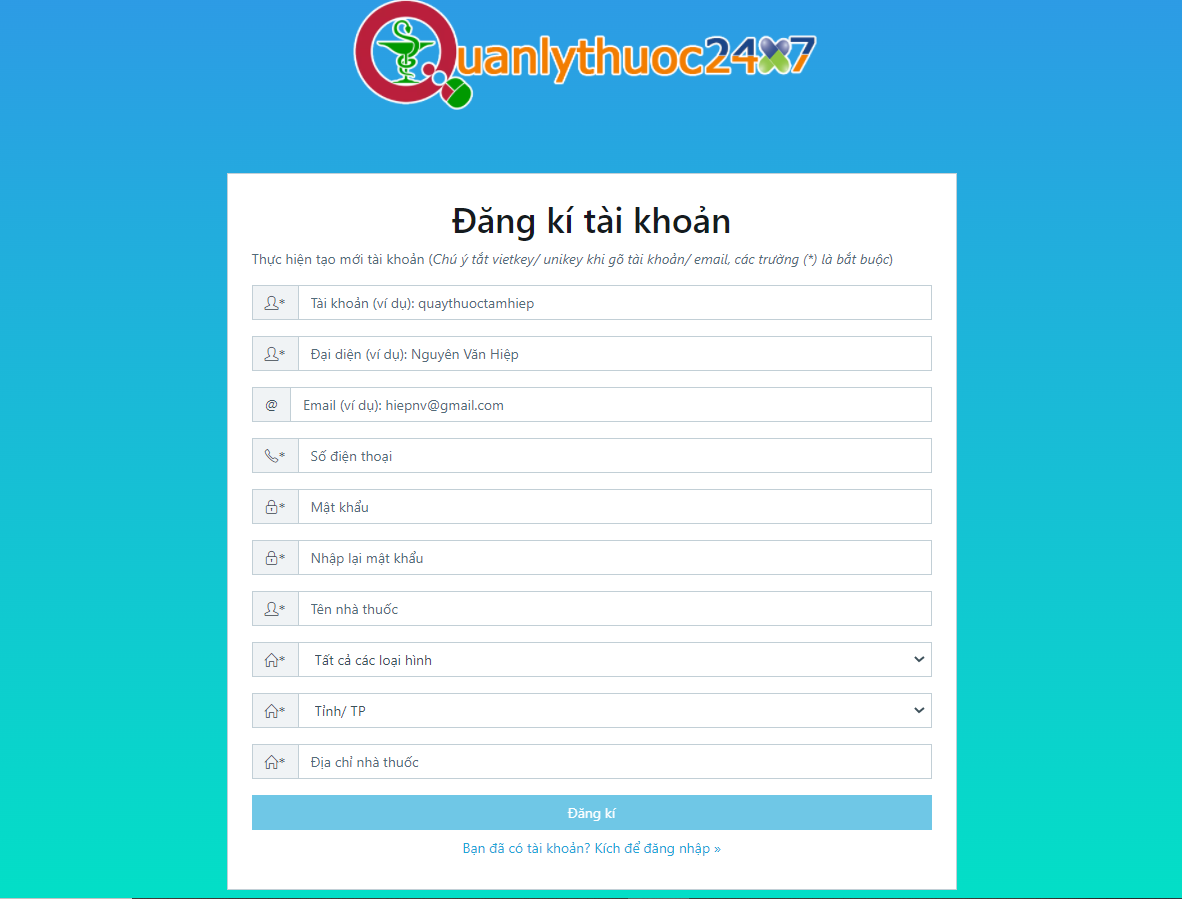 Quanlythuoc24x7
Đăng kí tài khoản
Thực hiện tạo mới tài khoản (Chú ý tắt vietkey/ unikey khi gõ tài khoản/ email, các trường (*) là bắt buộc)
* Tài khoản (ví dụ): quaythuoctamhiep
* Đại diện (ví dụ): Nguyên Văn Hiệp
@ Email (ví dụ): hiepnv@gmail.com
* Số điện thoại
* Mật khẩu
* Nhập lại mật khẩu
* Tên nhà thuốc
* Tất cả các loại hình
* Tỉnh/ TP
* Địa chỉ nhà thuốc
Đăng kí
Bạn đã có tài khoản? Kích để đăng nhập »